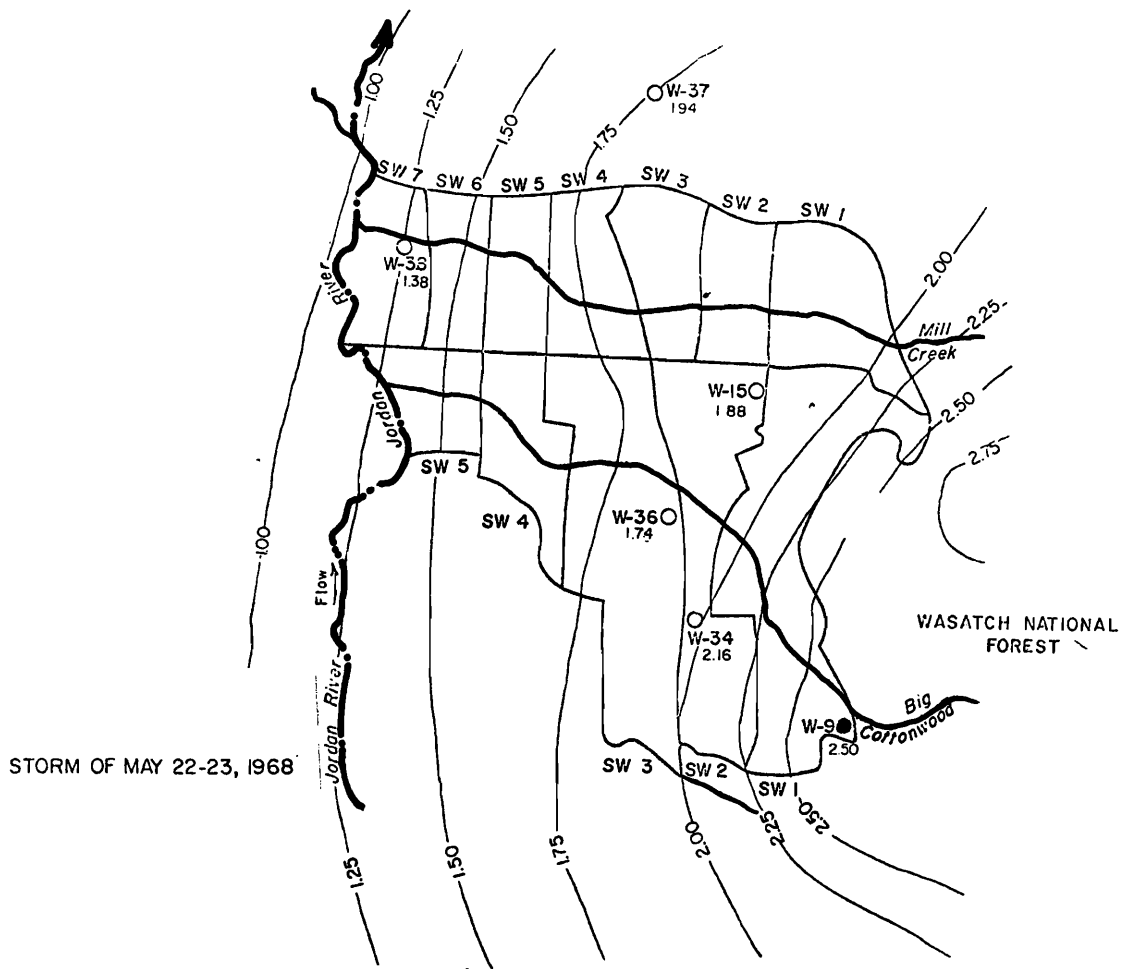 1.00
1.25
1.50
1.75
W-37
1.94
SW 7
SW 6
SW 5
SW 4
SW 3
SW 2
SW 1
W-38
1.38
River
2.00
2.25
Mill
Creek
2.50
2.75
W-15
1.88
Jordan
SW 5
SW 4
W-36
1.74
1.00
Flow
W-34
2.16
WASATCH NATIONAL
FOREST
Jordan River
W-9
2.50
Big
Cottonwood
STORM OF MAY 22-23, 1968
SW 3
SW 2
SW 1
1.25
1.50
1.75
2.00
2.25
2.50